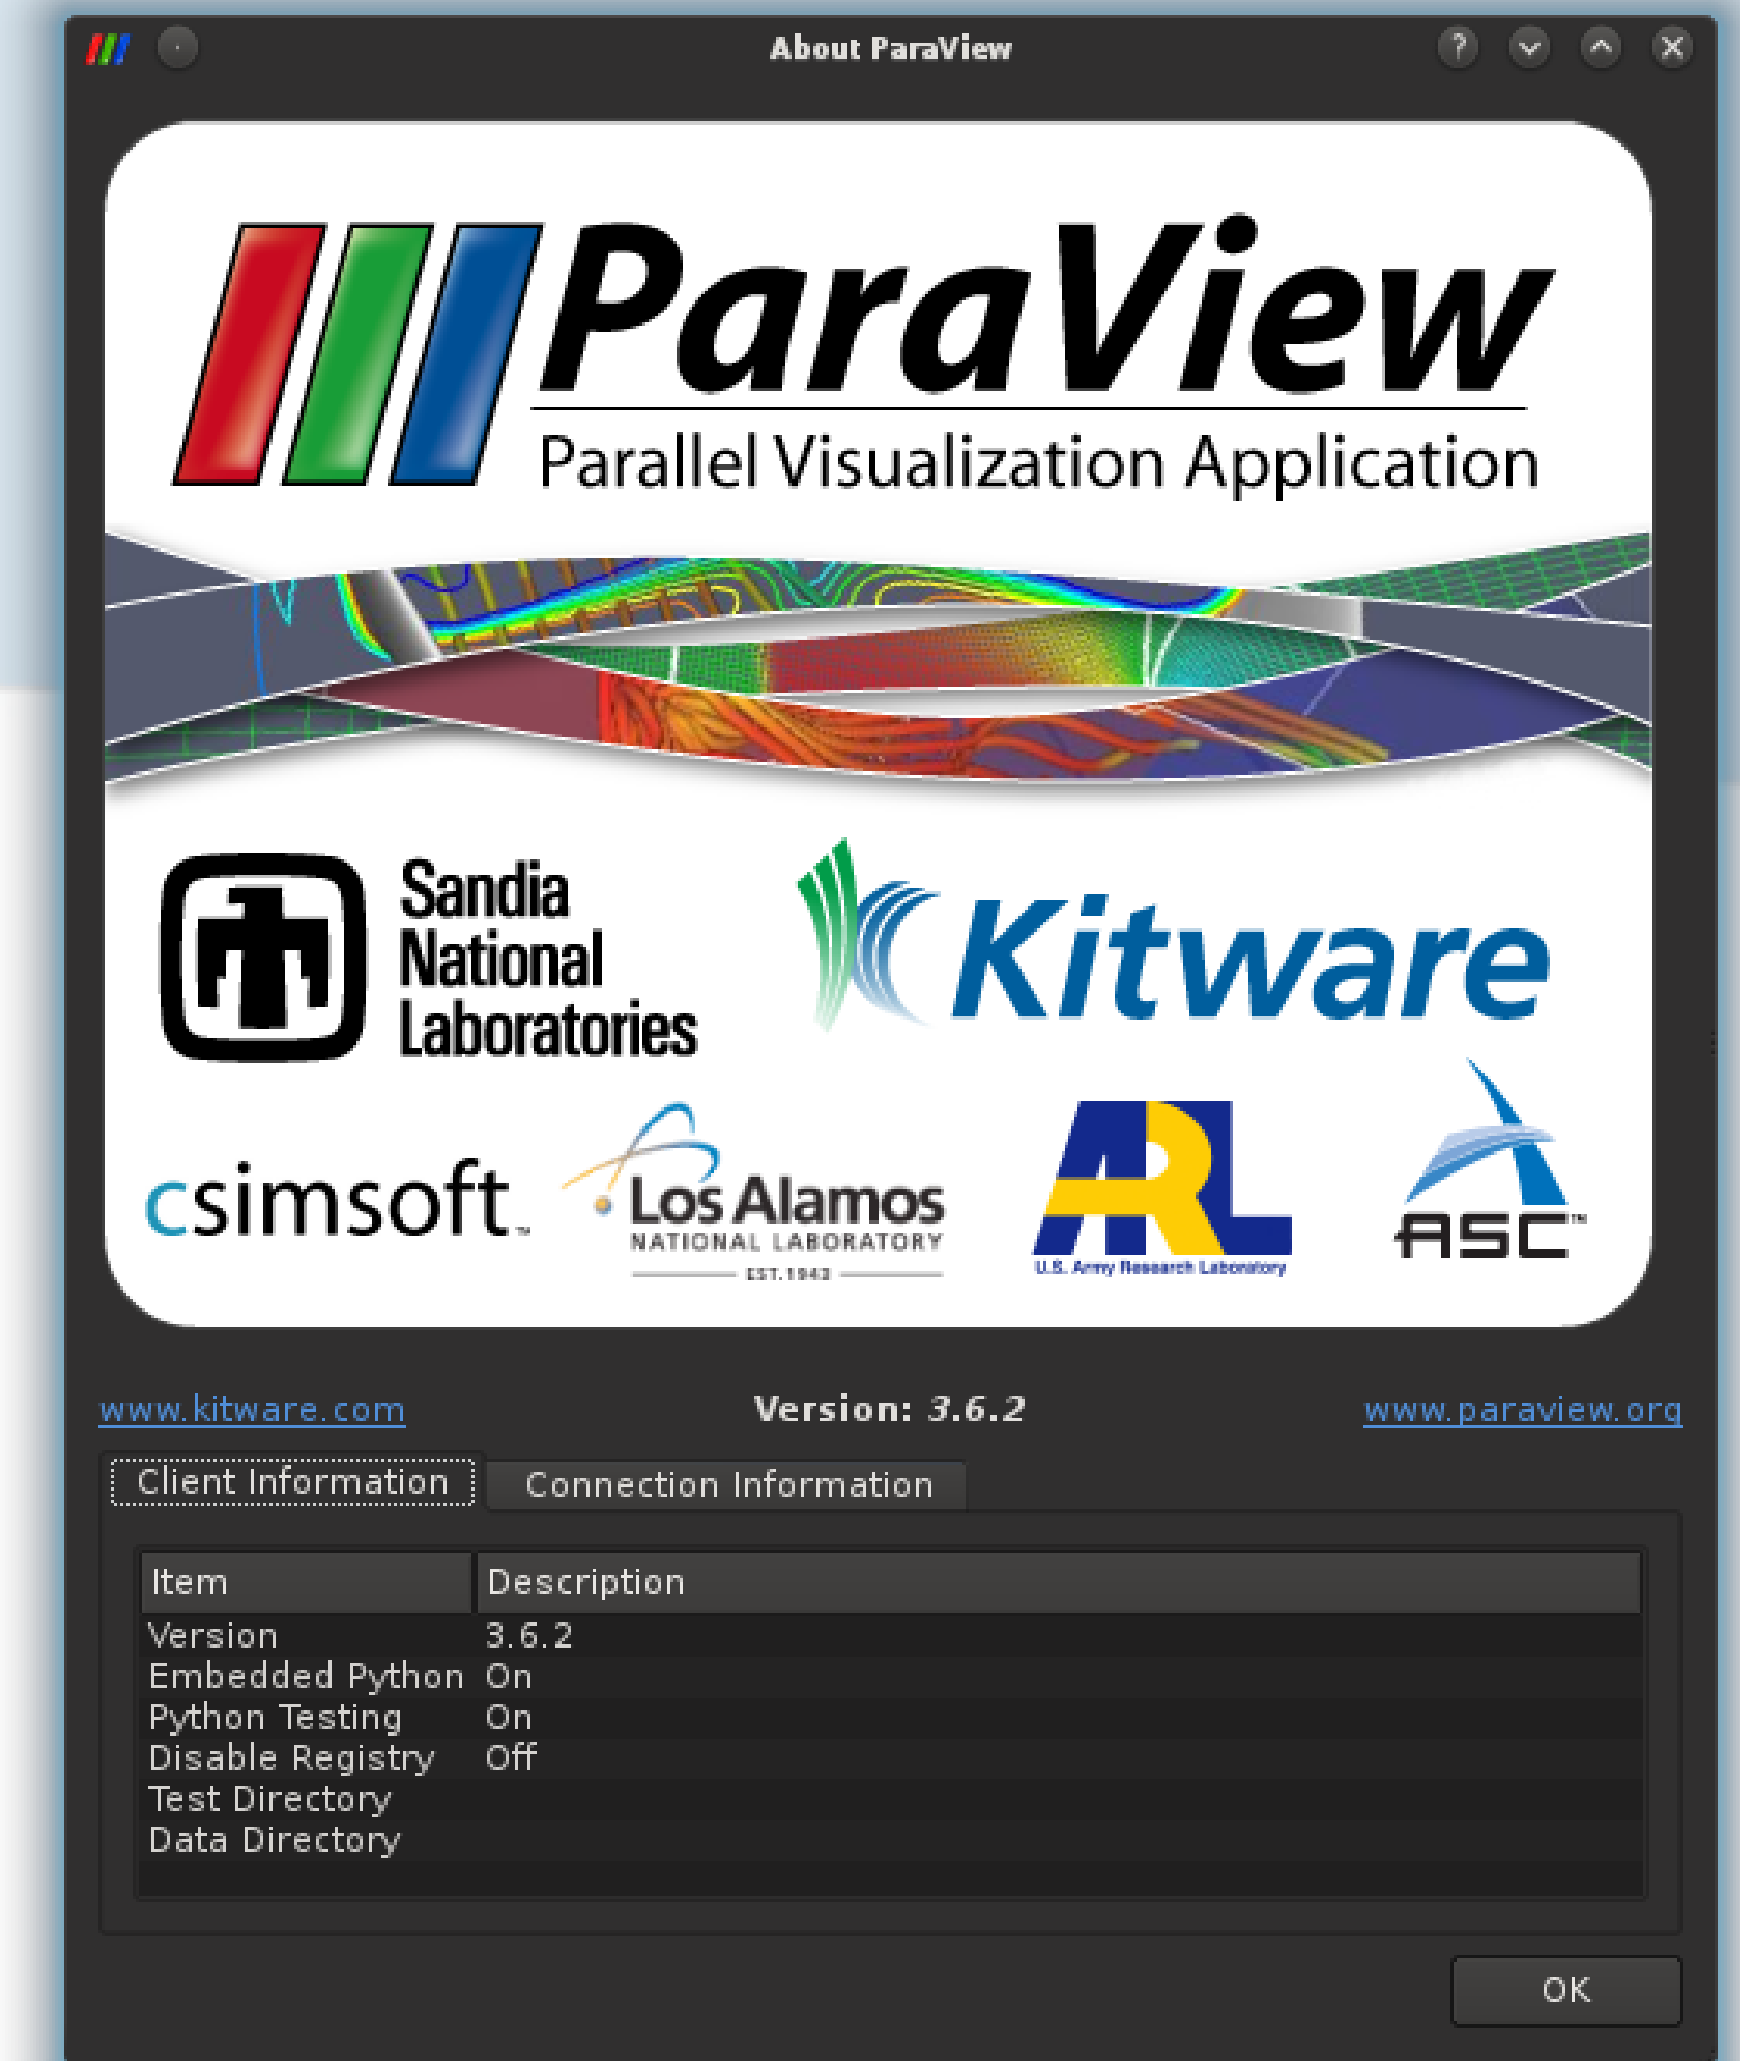 About ParaView
ParaView
Parallel Visualization Application
Sandia
National
Laboratories
Kitware
csimsoft™
Los Alamos
NATIONAL LABORATORY
EST. 1943
ARL
U.S. Army Research Laboratory
ASC™
www.kitware.com
Version: 3.6.2
www.paraview.org
Client Information
Connection Information
Item Description
Version 3.6.2
Embedded Python On
Python Testing On
Disable Registry Off
Test Directory
Data Directory
OK